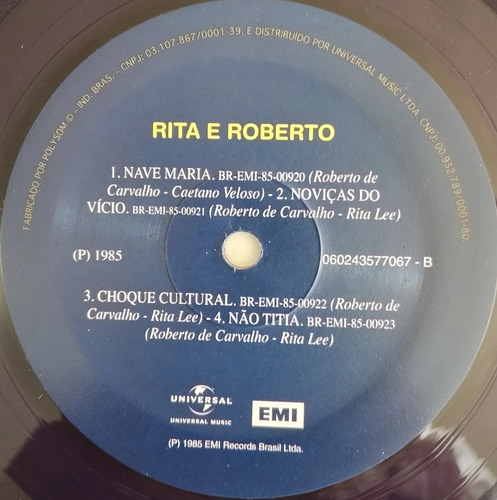 FABRICADO POR POLYSOM © - IND. BRAS. - CNPJ: 03.107.867/0001-39, E DISTRIBUIDO POR UNIVERSAL MUSIC LTDA. CNPJ: 00.952.789/0001-80
RITA E ROBERTO
1. NAVE MARIA. BR-EMI-85-00920 (Roberto de
Carvalho - Caetano Veloso) - 2. NOVIÇAS DO
VÍCIO. BR-EMI-85-00921 (Roberto de Carvalho - Rita Lee)
(P) 1985
060243577067 - B
3. CHOQUE CULTURAL. BR-EMI-85-00922 (Roberto de
Carvalho - Rita Lee) - 4. NÃO TITIA. BR-EMI-85-00923
(Roberto de Carvalho - Rita Lee)
UNIVERSAL
UNIVERSAL MUSIC
EMI
(P) 1985 EMI Records Brasil Ltda.